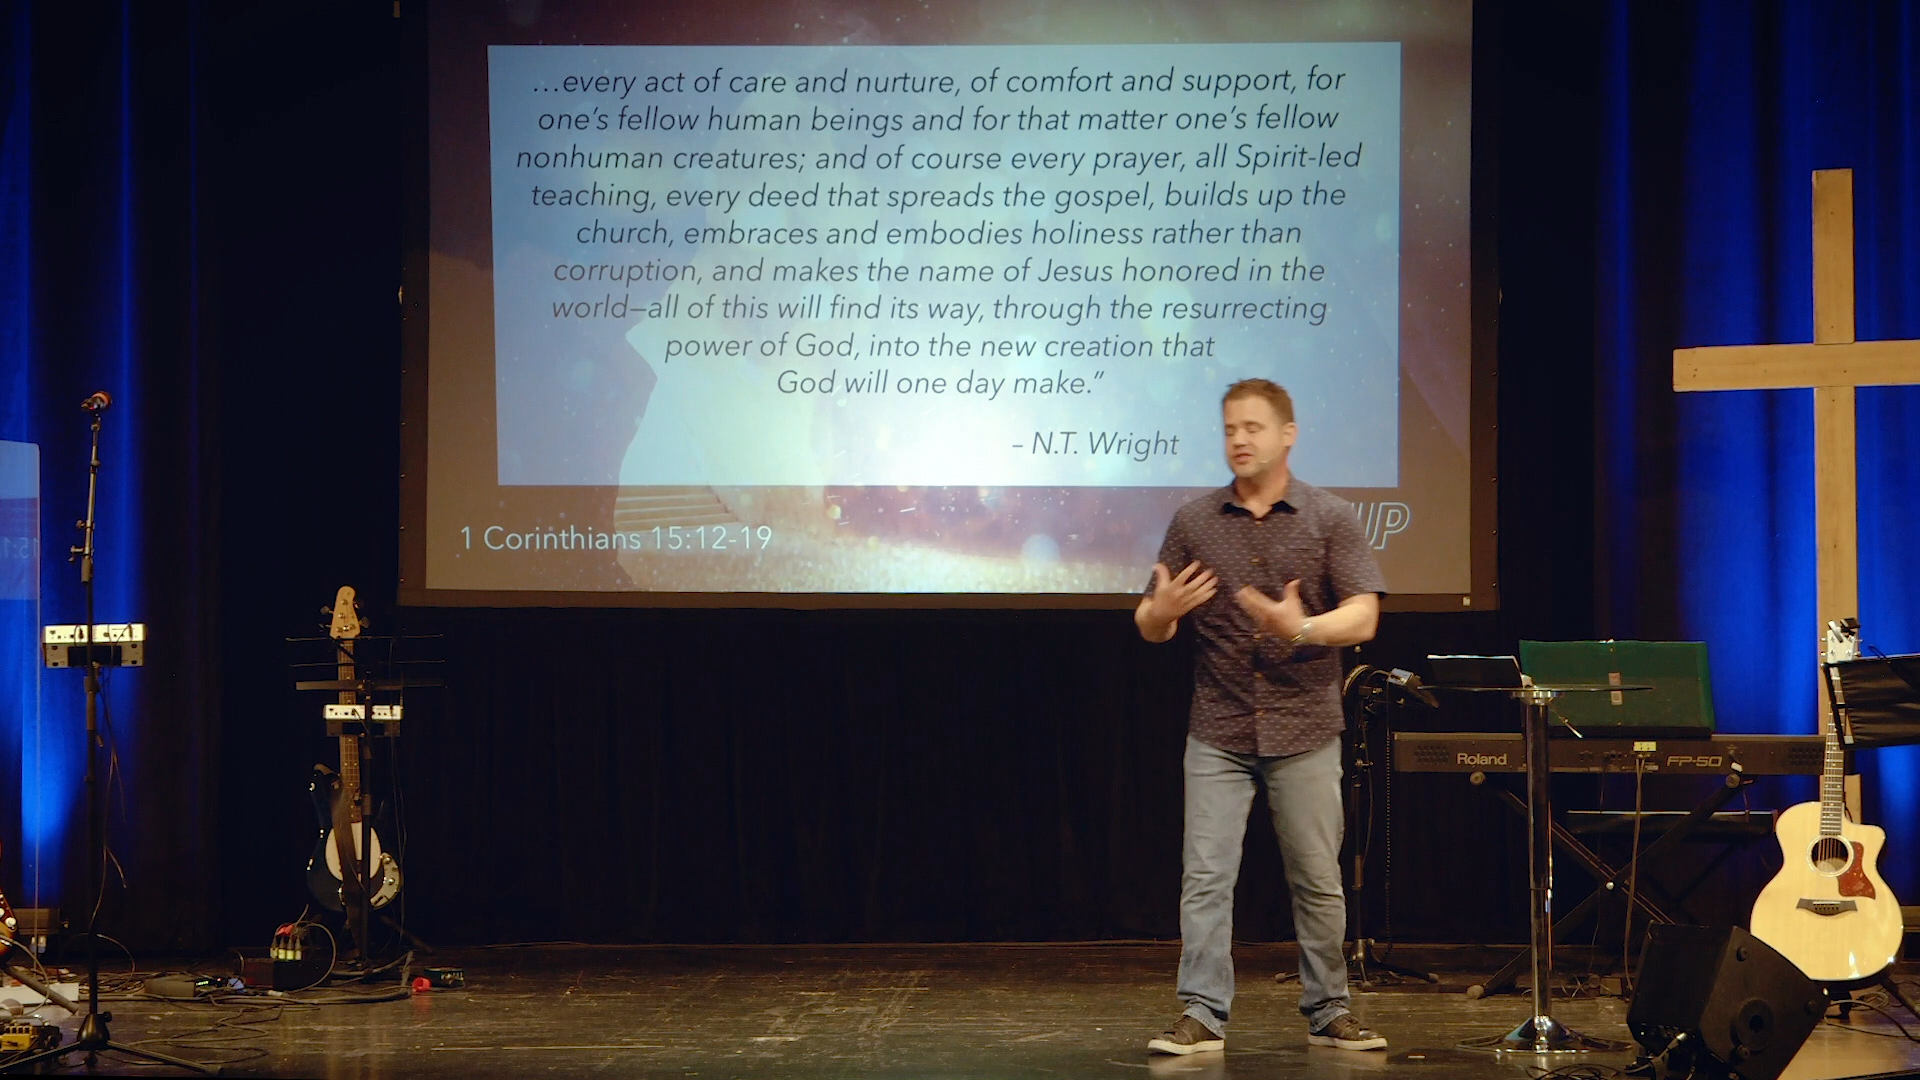 ...every act of care and nurture, of comfort and support, for
one's fellow human beings and for that matter one's fellow
nonhuman creatures; and of course every prayer, all Spirit-led
teaching, every deed that spreads the gospel, builds up the
church, embraces and embodies holiness rather than
corruption, and makes the name of Jesus honored in the
world—all of this will find its way, through the resurrecting
power of God, into the new creation that
God will one day make.”
– N.T. Wright
1 Corinthians 15:12-19
UP
Roland FP-50